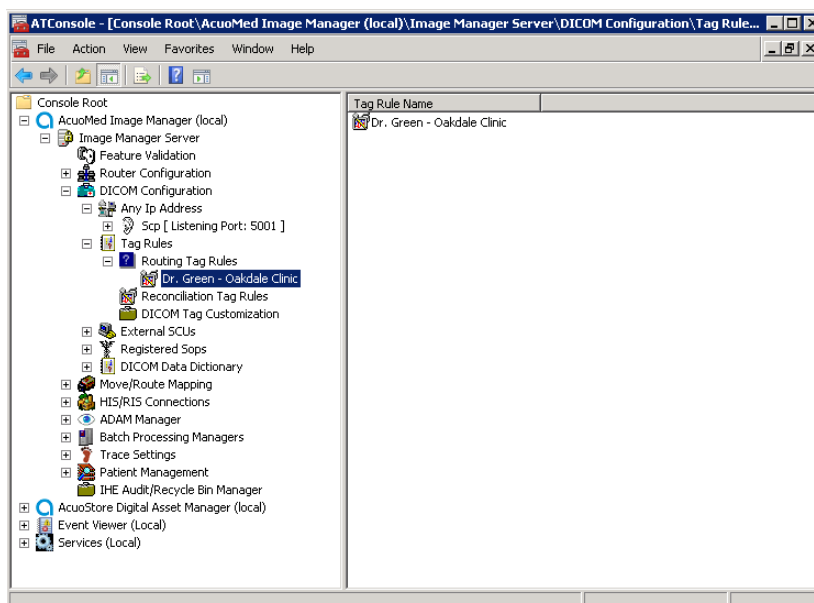 ATConsole - [Console Root\AcuoMed Image Manager (local)\Image Manager Server\DICOM Configuration\Tag Rule...
File Action View Favorites Window Help
Console Root
AcuoMed Image Manager (local)
Image Manager Server
Feature Validation
Router Configuration
DICOM Configuration
Any Ip Address
Scp [ Listening Port: 5001 ]
Tag Rules
Routing Tag Rules
Dr. Green - Oakdale Clinic
Reconciliation Tag Rules
DICOM Tag Customization
External SCUs
Registered Sops
DICOM Data Dictionary
Move/Route Mapping
HIS/RIS Connections
ADAM Manager
Batch Processing Managers
Trace Settings
Patient Management
IHE Audit/Recycle Bin Manager
AcuoStore Digital Asset Manager (local)
Event Viewer (Local)
Services (Local)
Tag Rule Name
Dr. Green - Oakdale Clinic